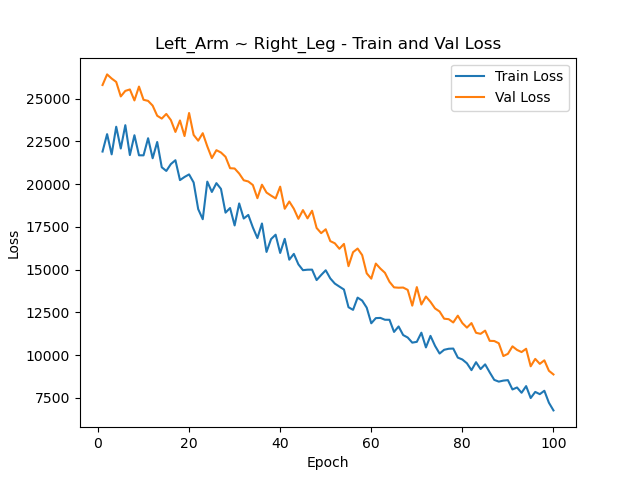 Left_Arm ~ Right_Leg - Train and Val Loss
Train Loss
Val Loss
25000
22500
20000
17500
15000
12500
10000
7500
Loss
0
20
40
60
80
100
Epoch